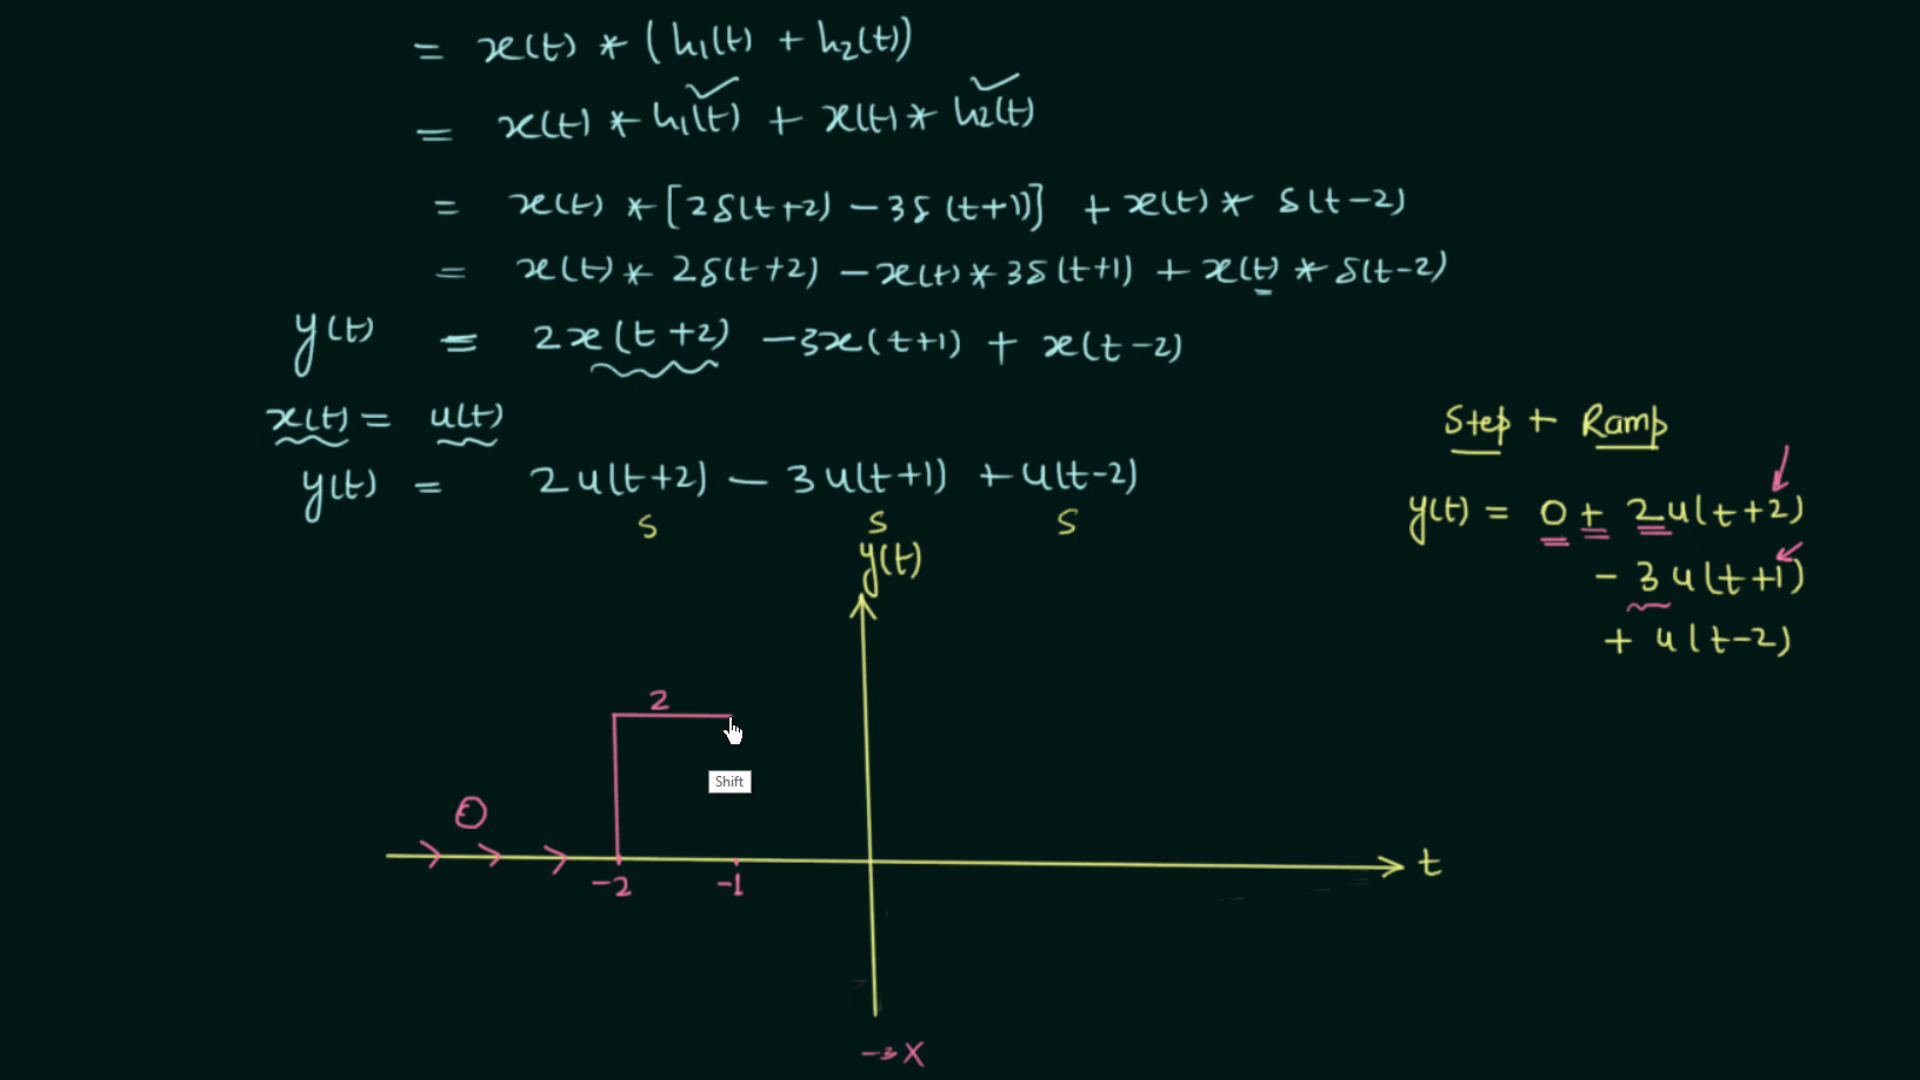 = x(t) * (h1(t) + h2(t))
= x(t) * h1(t) + x(t) * h2(t)
= x(t) * [2δ(t+2) - 3δ(t+1)] + x(t) * δ(t-2)
= x(t) * 2δ(t+2) - x(t) * 3δ(t+1) + x(t) * δ(t-2)
y(t) = 2x(t+2) - 3x(t+1) + x(t-2)
x(t) = u(t)
y(t) = 2u(t+2) - 3u(t+1) + u(t-2)
S S S
Step + Ramp
y(t) = 0 + 2u(t+2)
- 3u(t+1)
+ u(t-2)
y(t)
2
Shift
0
t
-2 -1
-3 X